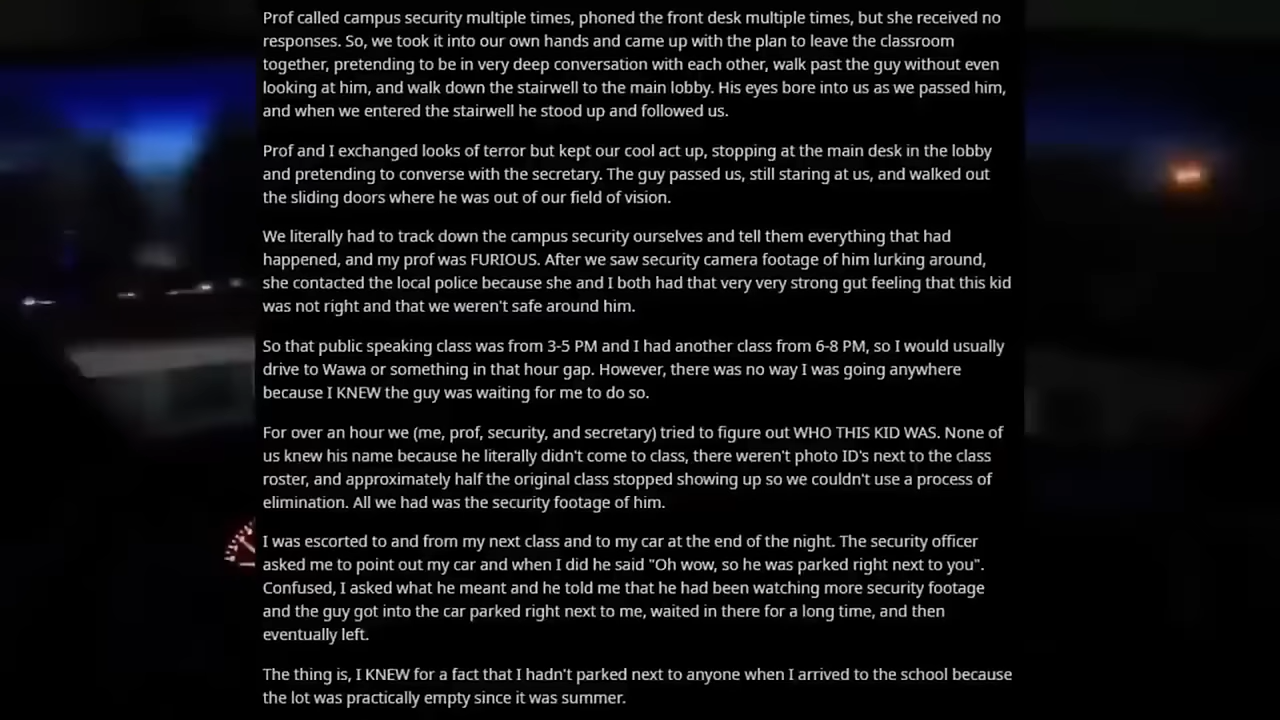 Prof called campus security multiple times, phoned the front desk multiple times, but she received no
responses. So, we took it into our own hands and came up with the plan to leave the classroom
together, pretending to be in very deep conversation with each other, walk past the guy without even
looking at him, and walk down the stairwell to the main lobby. His eyes bore into us as we passed him,
and when we entered the stairwell he stood up and followed us.
Prof and I exchanged looks of terror but kept our cool act up, stopping at the main desk in the lobby
and pretending to converse with the secretary. The guy passed us, still staring at us, and walked out
the sliding doors where he was out of our field of vision.
We literally had to track down the campus security ourselves and tell them everything that had
happened, and my prof was FURIOUS. After we saw security camera footage of him lurking around,
she contacted the local police because she and I both had that very very strong gut feeling that this kid
was not right and that we weren't safe around him.
So that public speaking class was from 3-5 PM and I had another class from 6-8 PM, so I would usually
drive to Wawa or something in that hour gap. However, there was no way I was going anywhere
because I KNEW the guy was waiting for me to do so.
For over an hour we (me, prof, security, and secretary) tried to figure out WHO THIS KID WAS. None of
us knew his name because he literally didn't come to class, there weren't photo ID's next to the class
roster, and approximately half the original class stopped showing up so we couldn't use a process of
elimination. All we had was the security footage of him.
I was escorted to and from my next class and to my car at the end of the night. The security officer
asked me to point out my car and when I did he said "Oh wow, so he was parked right next to you".
Confused, I asked what he meant and he told me that he had been watching more security footage
and the guy got into the car parked right next to me, waited in there for a long time, and then
eventually left.
The thing is, I KNEW for a fact that I hadn't parked next to anyone when I arrived to the school because
the lot was practically empty since it was summer.